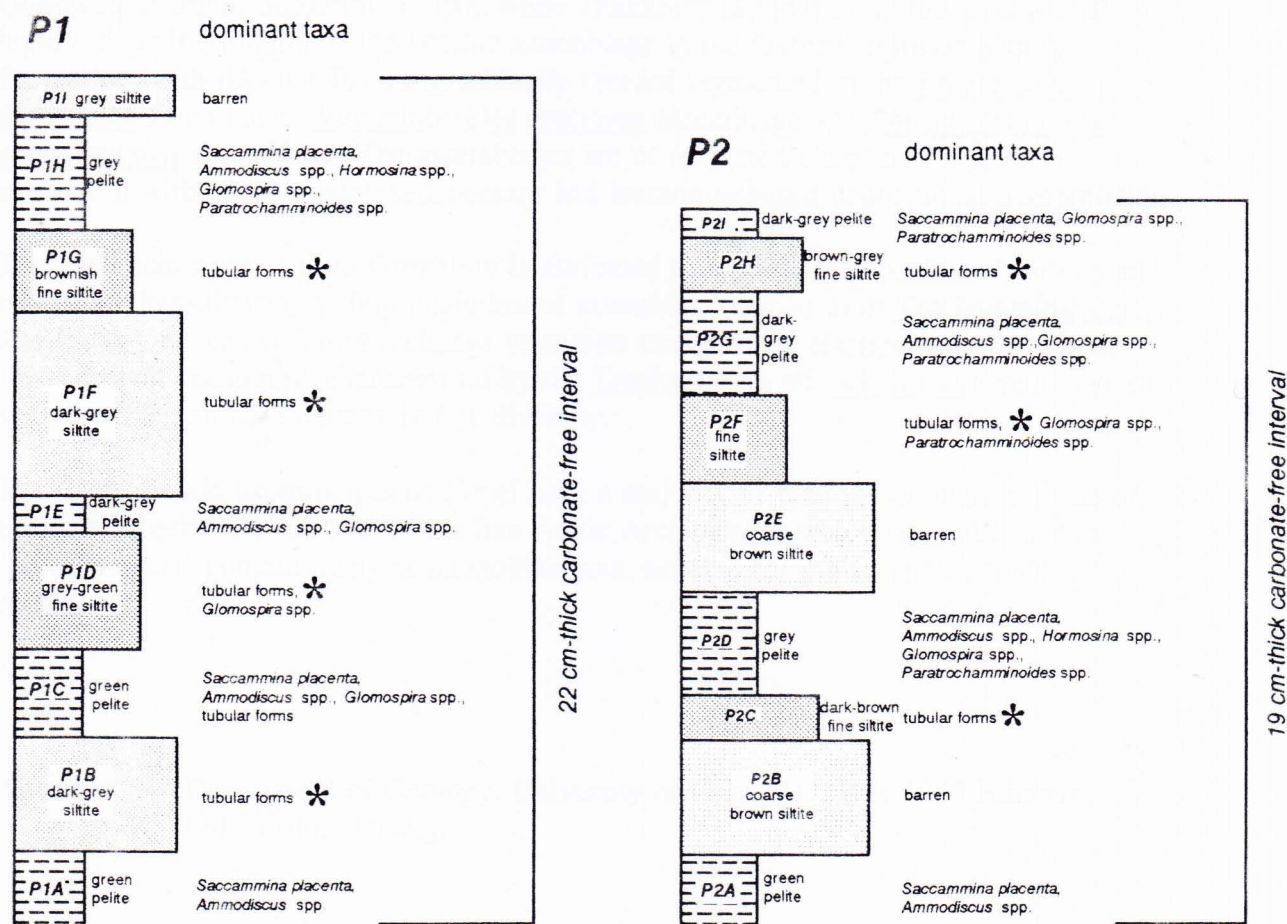 P1
dominant taxa
P1I grey siltite
barren
P1H
grey
pelite
Saccammina placenta,
Ammodiscus spp., Hormosina spp.,
Glomospira spp.,
Paratrochamminoides spp.
P1G
brownish
fine siltite
tubular forms *
P1F
dark-grey
siltite
tubular forms *
P1E
dark-grey
pelite
Saccammina placenta,
Ammodiscus spp., Glomospira spp.
P1D
grey-green
fine siltite
tubular forms, *
Glomospira spp.
P1C
green
pelite
Saccammina placenta,
Ammodiscus spp., Glomospira spp.,
tubular forms
P1B
dark-grey
siltite
tubular forms *
P1A
green
pelite
Saccammina placenta,
Ammodiscus spp.
22 cm-thick carbonate-free interval
P2
dominant taxa
P2I
dark-grey pelite
Saccammina placenta, Glomospira spp.,
Paratrochamminoides spp.
P2H
brown-grey
fine siltite
tubular forms *
P2G
dark-
grey
pelite
Saccammina placenta,
Ammodiscus spp.,Glomospira spp.,
Paratrochamminoides spp.
P2F
fine
siltite
tubular forms, * Glomospira spp.,
Paratrochamminoides spp.
P2E
coarse
brown siltite
barren
P2D
grey
pelite
Saccammina placenta,
Ammodiscus spp., Hormosina spp.,
Glomospira spp.,
Paratrochamminoides spp.
P2C
dark-brown
fine siltite
tubular forms *
P2B
coarse
brown siltite
barren
P2A
green
pelite
Saccammina placenta,
Ammodiscus spp.
19 cm-thick carbonate-free interval